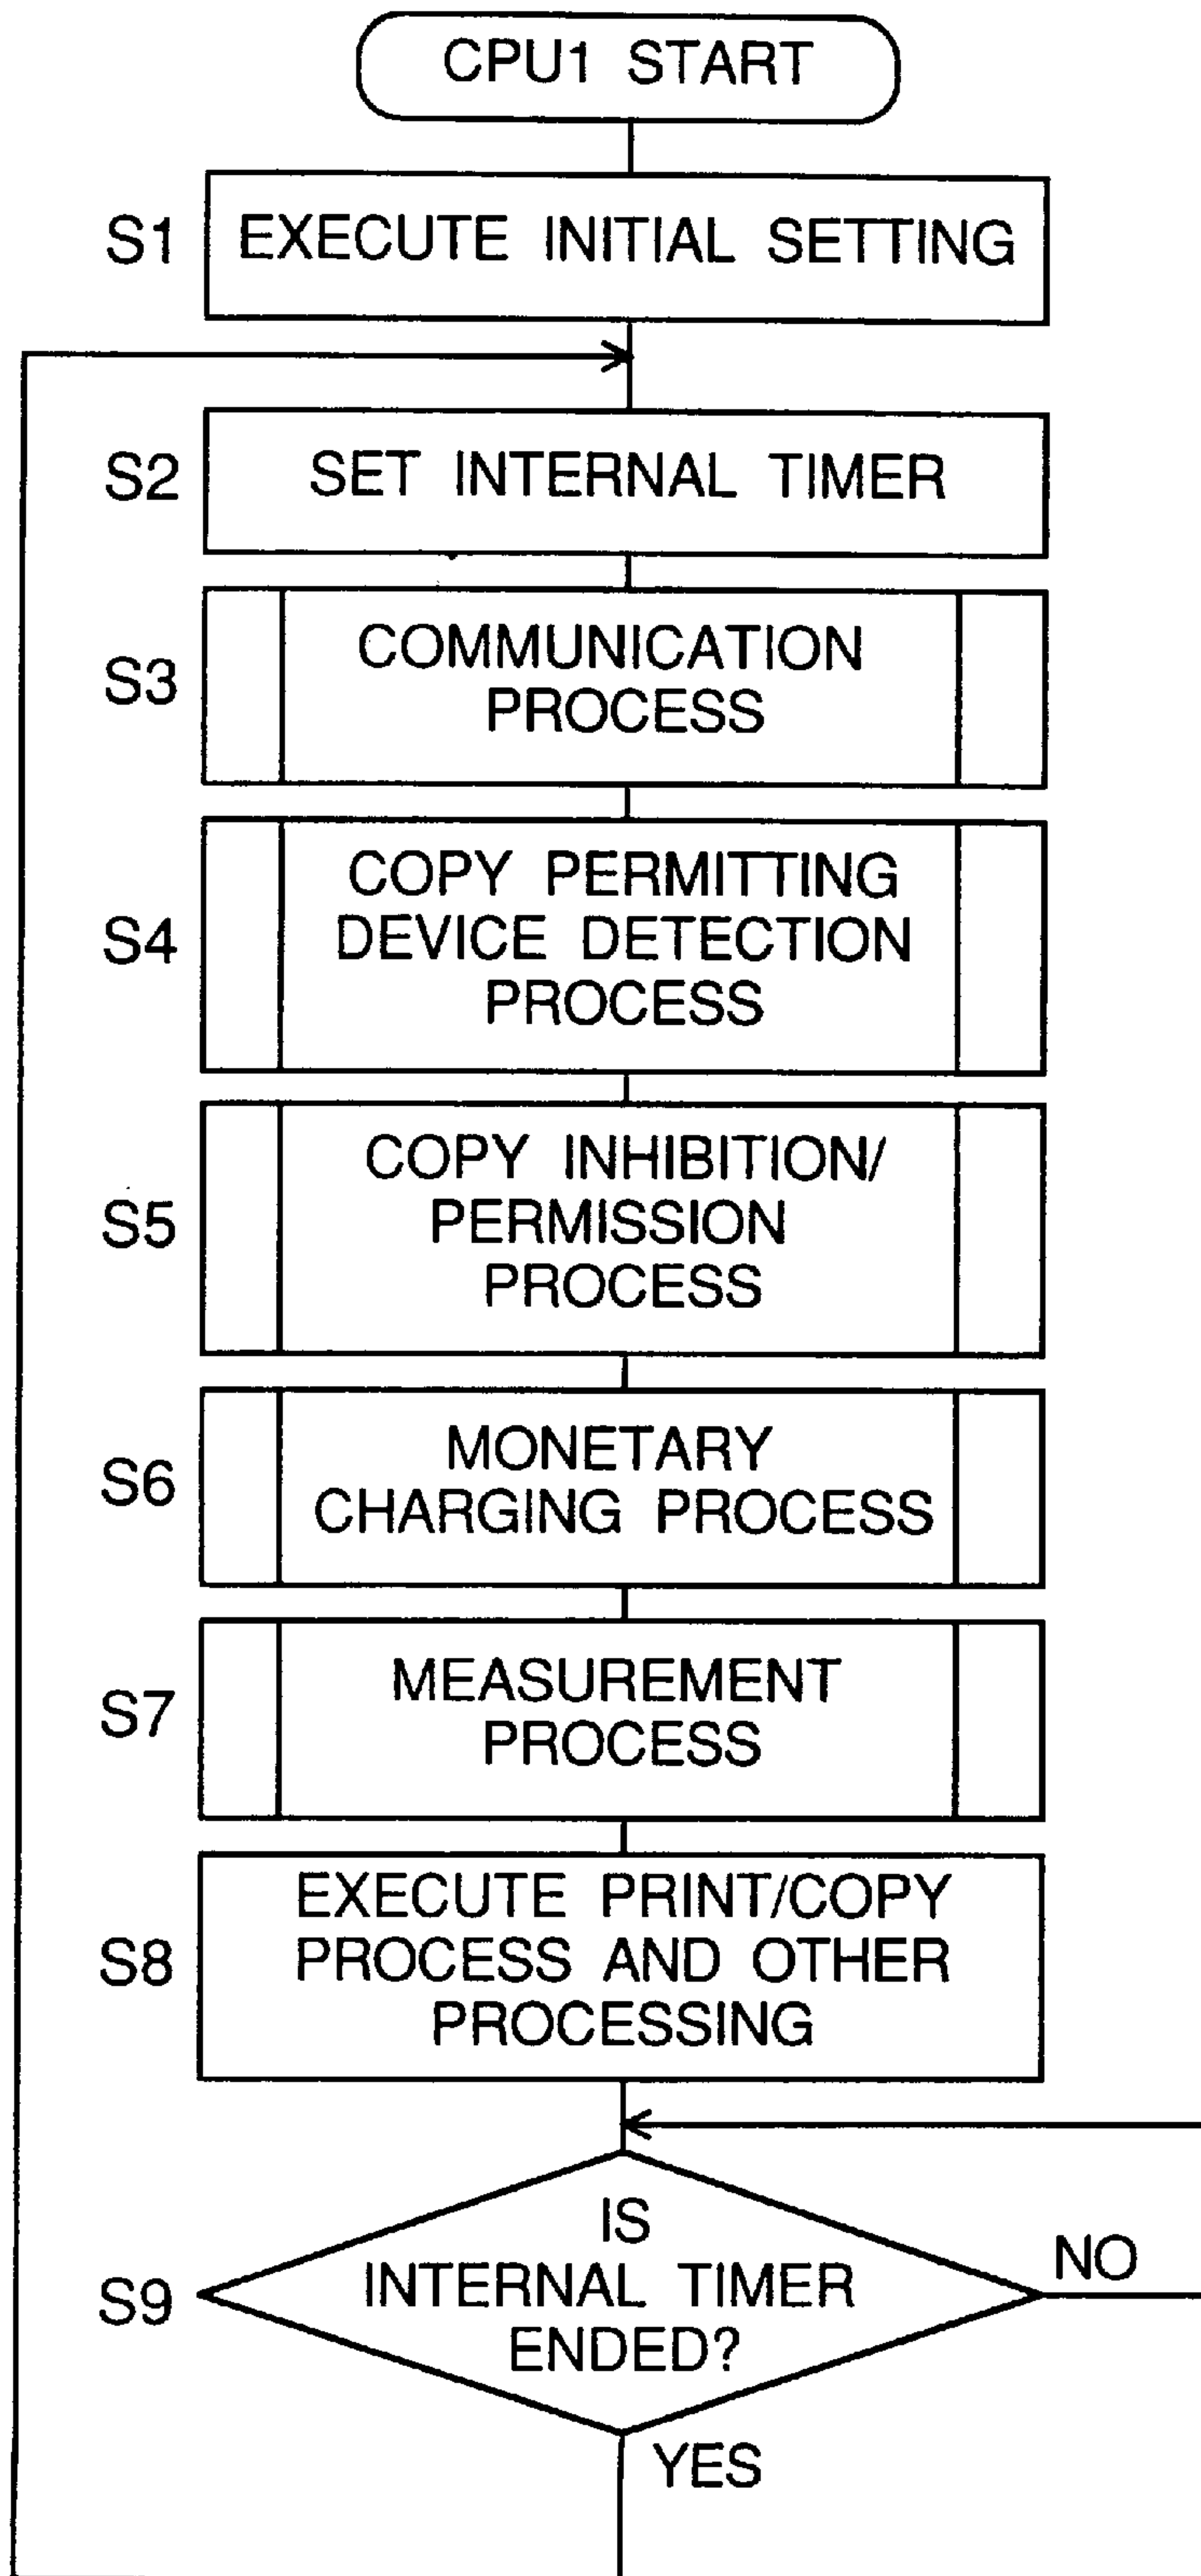 CPU1 START
S1 EXECUTE INITIAL SETTING
S2 SET INTERNAL TIMER
S3 COMMUNICATION
PROCESS
S4 COPY PERMITTING
DEVICE DETECTION
PROCESS
S5 COPY INHIBITION/
PERMISSION
PROCESS
S6 MONETARY
CHARGING PROCESS
S7 MEASUREMENT
PROCESS
S8 EXECUTE PRINT/COPY
PROCESS AND OTHER
PROCESSING
S9 IS
INTERNAL TIMER
ENDED?
NO
YES